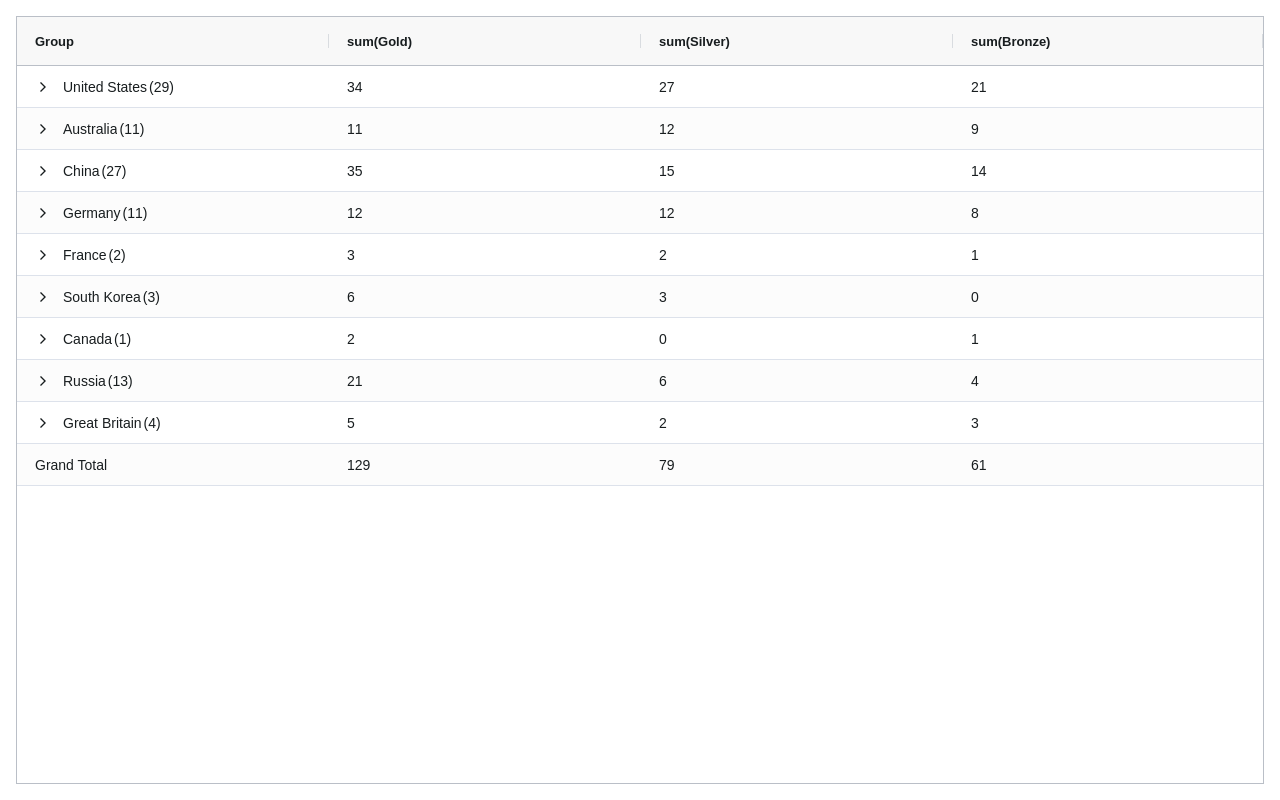 Group sum(Gold) sum(Silver) sum(Bronze)
United States (29) 34 27 21
Australia (11) 11 12 9
China (27) 35 15 14
Germany (11) 12 12 8
France (2) 3 2 1
South Korea (3) 6 3 0
Canada (1) 2 0 1
Russia (13) 21 6 4
Great Britain (4) 5 2 3
Grand Total 129 79 61